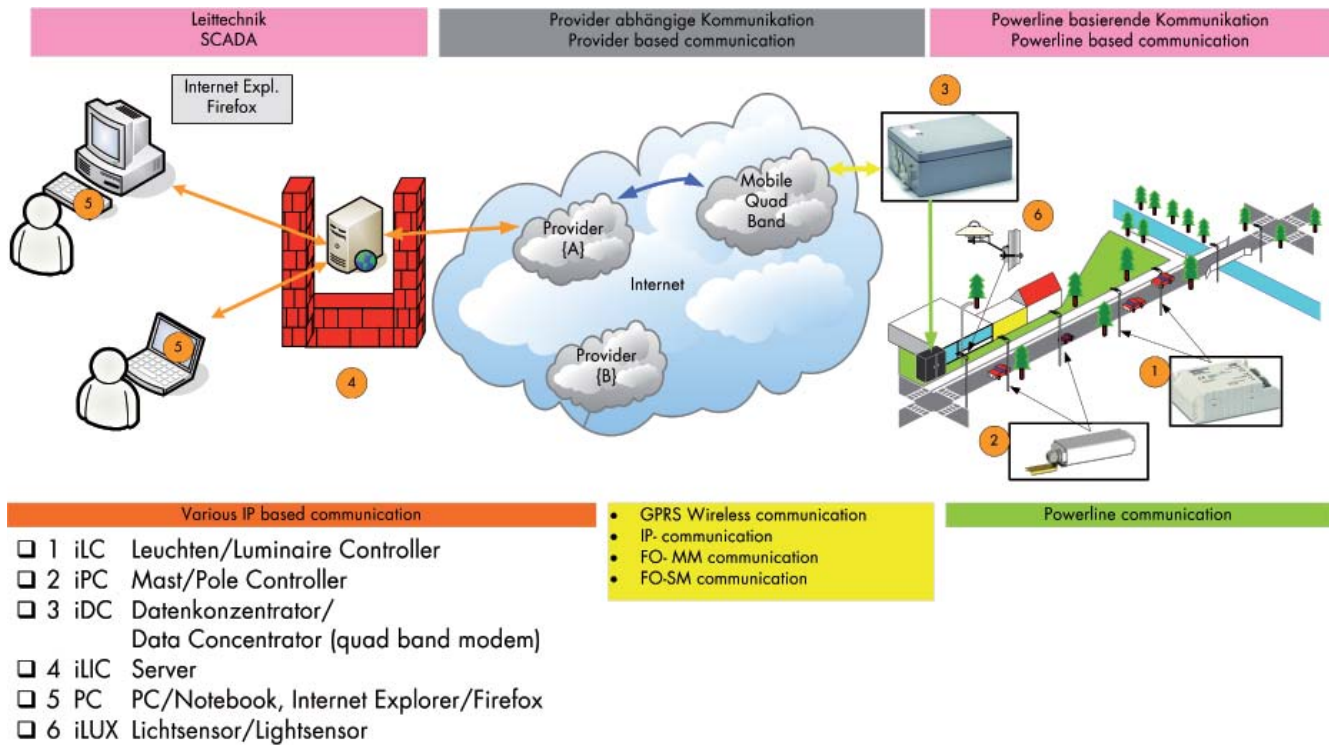 Leittechnik
SCADA
Provider abhängige Kommunikation
Provider based communication
Powerline basierende Kommunikation
Powerline based communication
Internet Expl.
Firefox
3
5
6
Mobile
Quad
Band
Provider
{A}
Internet
5
Provider
{B}
4
1
2
Various IP based communication
• GPRS Wireless communication
• IP- communication
• FO- MM communication
• FO-SM communication
Powerline communication
❑ 1 iLC Leuchten/Luminaire Controller
❑ 2 iPC Mast/Pole Controller
❑ 3 iDC Datenkonzentrator/
Data Concentrator (quad band modem)
❑ 4 iLIC Server
❑ 5 PC PC/Notebook, Internet Explorer/Firefox
❑ 6 iLUX Lichtsensor/Lightsensor